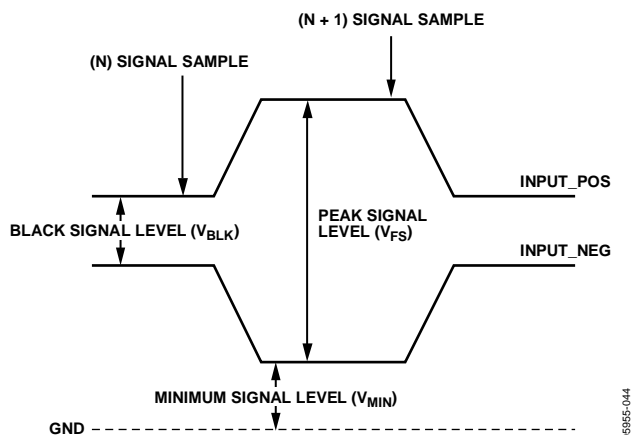 (N + 1) SIGNAL SAMPLE
(N) SIGNAL SAMPLE
INPUT_POS
BLACK SIGNAL LEVEL (VBLK)
PEAK SIGNAL
LEVEL (VFS)
INPUT_NEG
MINIMUM SIGNAL LEVEL (VMIN)
GND
05955-044